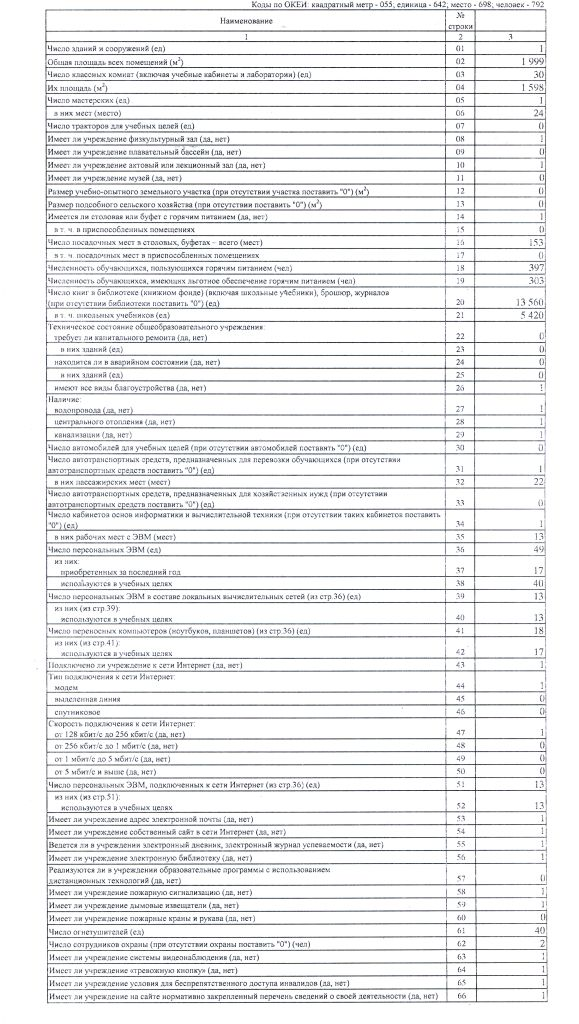 Коды по ОКЕИ: квадратный метр - 055; единица - 642; место - 698; человек - 792
Наименование № строки
1 2 3
Число зданий и сооружений (ед) 01 1
Общая площадь всех помещений (м²) 02 1 999
Число классных комнат (включая учебные кабинеты и лаборатории) (ед) 03 30
Их площадь (м²) 04 1 598
Число мастерских (ед) 05 1
в них мест (место) 06 24
Число тракторов для учебных целей (ед) 07 0
Имеет ли учреждение физкультурный зал (да, нет) 08 1
Имеет ли учреждение плавательный бассейн (да, нет) 09 0
Имеет ли учреждение актовый или лекционный зал (да, нет) 10 1
Имеет ли учреждение музей (да, нет) 11 0
Размер учебно-опытного земельного участка (при отсутствии участка поставить "0") (м²) 12 0
Размер подсобного сельского хозяйства (при отсутствии поставить "0") (м²) 13 0
Имеется ли столовая или буфет с горячим питанием (да, нет) 14 1
в т. ч. в приспособленных помещениях 15 0
Число посадочных мест в столовых, буфетах – всего (мест) 16 153
в т. ч. посадочных мест в приспособленных помещениях 17 0
Численность обучающихся, пользующихся горячим питанием (чел) 18 397
Численность обучающихся, имеющих льготное обеспечение горячим питанием (чел) 19 303
Число книг в библиотеке (книжном фонде) (включая школьные учебники), брошюр, журналов
(при отсутствии библиотеки поставить "0") (ед) 20 13 560
в т. ч. школьных учебников (ед) 21 5 420
Техническое состояние общеобразовательного учреждения:
требует ли капитального ремонта (да, нет) 22 0
в них зданий (ед) 23 0
находится ли в аварийном состоянии (да, нет) 24 0
в них зданий (ед) 25 0
имеют все виды благоустройства (да, нет) 26 1
Наличие:
водопровода (да, нет) 27 1
центрального отопления (да, нет) 28 1
канализации (да, нет) 29 1
Число автомобилей для учебных целей (при отсутствии автомобилей поставить "0") (ед) 30 0
Число автотранспортных средств, предназначенных для перевозки обучающихся (при отсутствии
автотранспортных средств поставить "0") (ед) 31 1
в них пассажирских мест (мест) 32 22
Число автотранспортных средств, предназначенных для хозяйственных нужд (при отсутствии
автотранспортных средств поставить "0") (ед) 33 0
Число кабинетов основ информатики и вычислительной техники (при отсутствии таких кабинетов поставить
"0") (ед) 34 1
в них рабочих мест с ЭВМ (мест) 35 13
Число персональных ЭВМ (ед) 36 49
из них:
приобретенных за последний год 37 17
используются в учебных целях 38 40
Число персональных ЭВМ в составе локальных вычислительных сетей (из стр.36) (ед) 39 13
из них (из стр.39):
используются в учебных целях 40 13
Число переносных компьютеров (ноутбуков, планшетов) (из стр.36) (ед) 41 18
из них (из стр.41):
используются в учебных целях 42 17
Подключено ли учреждение к сети Интернет (да, нет) 43 1
Тип подключения к сети Интернет:
модем 44 1
выделенная линия 45 0
спутниковое 46 0
Скорость подключения к сети Интернет:
от 128 кбит/с до 256 кбит/с (да, нет) 47 1
от 256 кбит/с до 1 мбит/с (да, нет) 48 0
от 1 мбит/с до 5 мбит/с (да, нет) 49 0
от 5 мбит/с и выше (да, нет) 50 0
Число персональных ЭВМ, подключенных к сети Интернет (из стр.36) (ед) 51 13
из них (из стр.51):
используются в учебных целях 52 13
Имеет ли учреждение адрес электронной почты (да, нет) 53 1
Имеет ли учреждение собственный сайт в сети Интернет (да, нет) 54 1
Ведется ли в учреждении электронный дневник, электронный журнал успеваемости (да, нет) 55 1
Имеет ли учреждение электронную библиотеку (да, нет) 56 1
Реализуются ли в учреждении образовательные программы с использованием
дистанционных технологий (да, нет) 57 0
Имеет ли учреждение пожарную сигнализацию (да, нет) 58 1
Имеет ли учреждение дымовые извещатели (да, нет) 59 1
Имеет ли учреждение пожарные краны и рукава (да, нет) 60 0
Число огнетушителей (ед) 61 40
Число сотрудников охраны (при отсутствии охраны поставить "0") (чел) 62 2
Имеет ли учреждение системы видеонаблюдения (да, нет) 63 1
Имеет ли учреждение «тревожную кнопку» (да, нет) 64 1
Имеет ли учреждение условия для беспрепятственного доступа инвалидов (да, нет) 65 1
Имеет ли учреждение на сайте нормативно закрепленный перечень сведений о своей деятельности (да, нет) 66 1